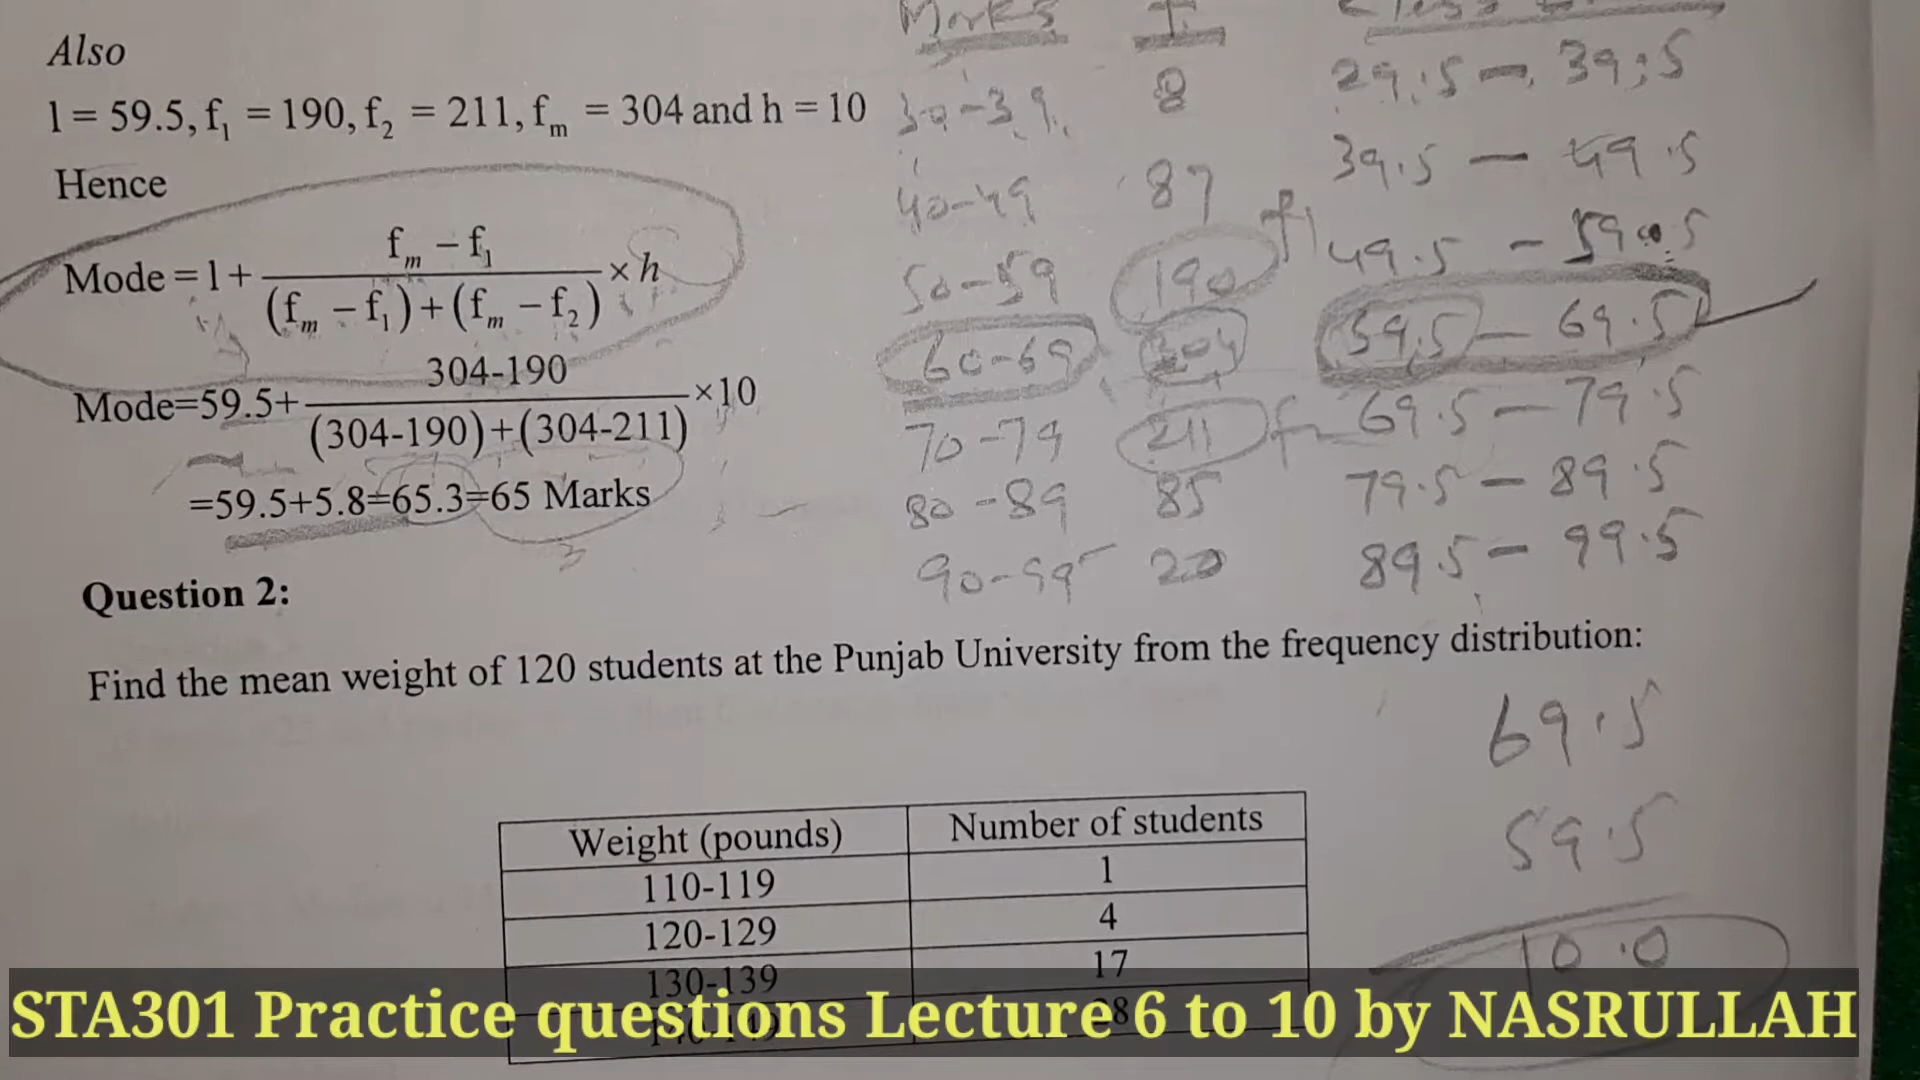 Also
l = 59.5, f₁ = 190, f₂ = 211, fₘ = 304 and h = 10
Hence
Mode = l + (fₘ − f₁) / ((fₘ − f₁) + (fₘ − f₂)) × h
Mode=59.5+ (304-190) / ((304-190)+(304-211)) ×10
=59.5+5.8=65.3=65 Marks
Marks f
30-39 8 29.5 – 39.5
40-49 87 39.5 – 49.5
50-59 190 f₁ 49.5 – 59.5
60-69 304 59.5 – 69.5
70-79 211 69.5 – 79.5
80-89 85 79.5 – 89.5
90-99 20 89.5 – 99.5
Question 2:
Find the mean weight of 120 students at the Punjab University from the frequency distribution:
69.5
59.5
10.0
Weight (pounds) Number of students
110-119 1
120-129 4
130-139 17
140-149 28
STA301 Practice questions Lecture 6 to 10 by NASRULLAH